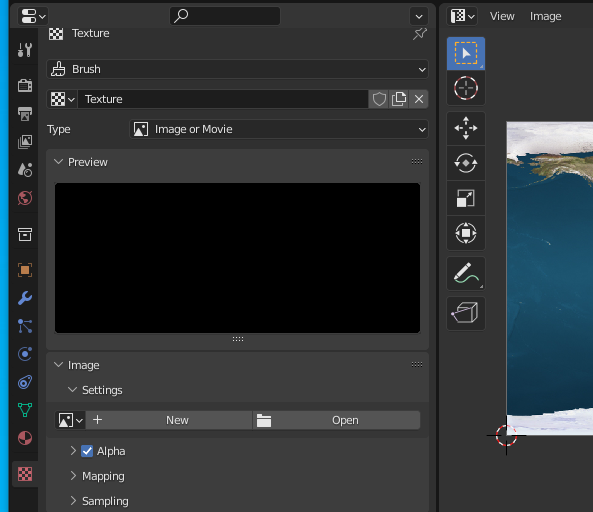 View Image
Texture
Brush
Texture
Type Image or Movie
Preview
Image
Settings
New Open
Alpha
Mapping
Sampling